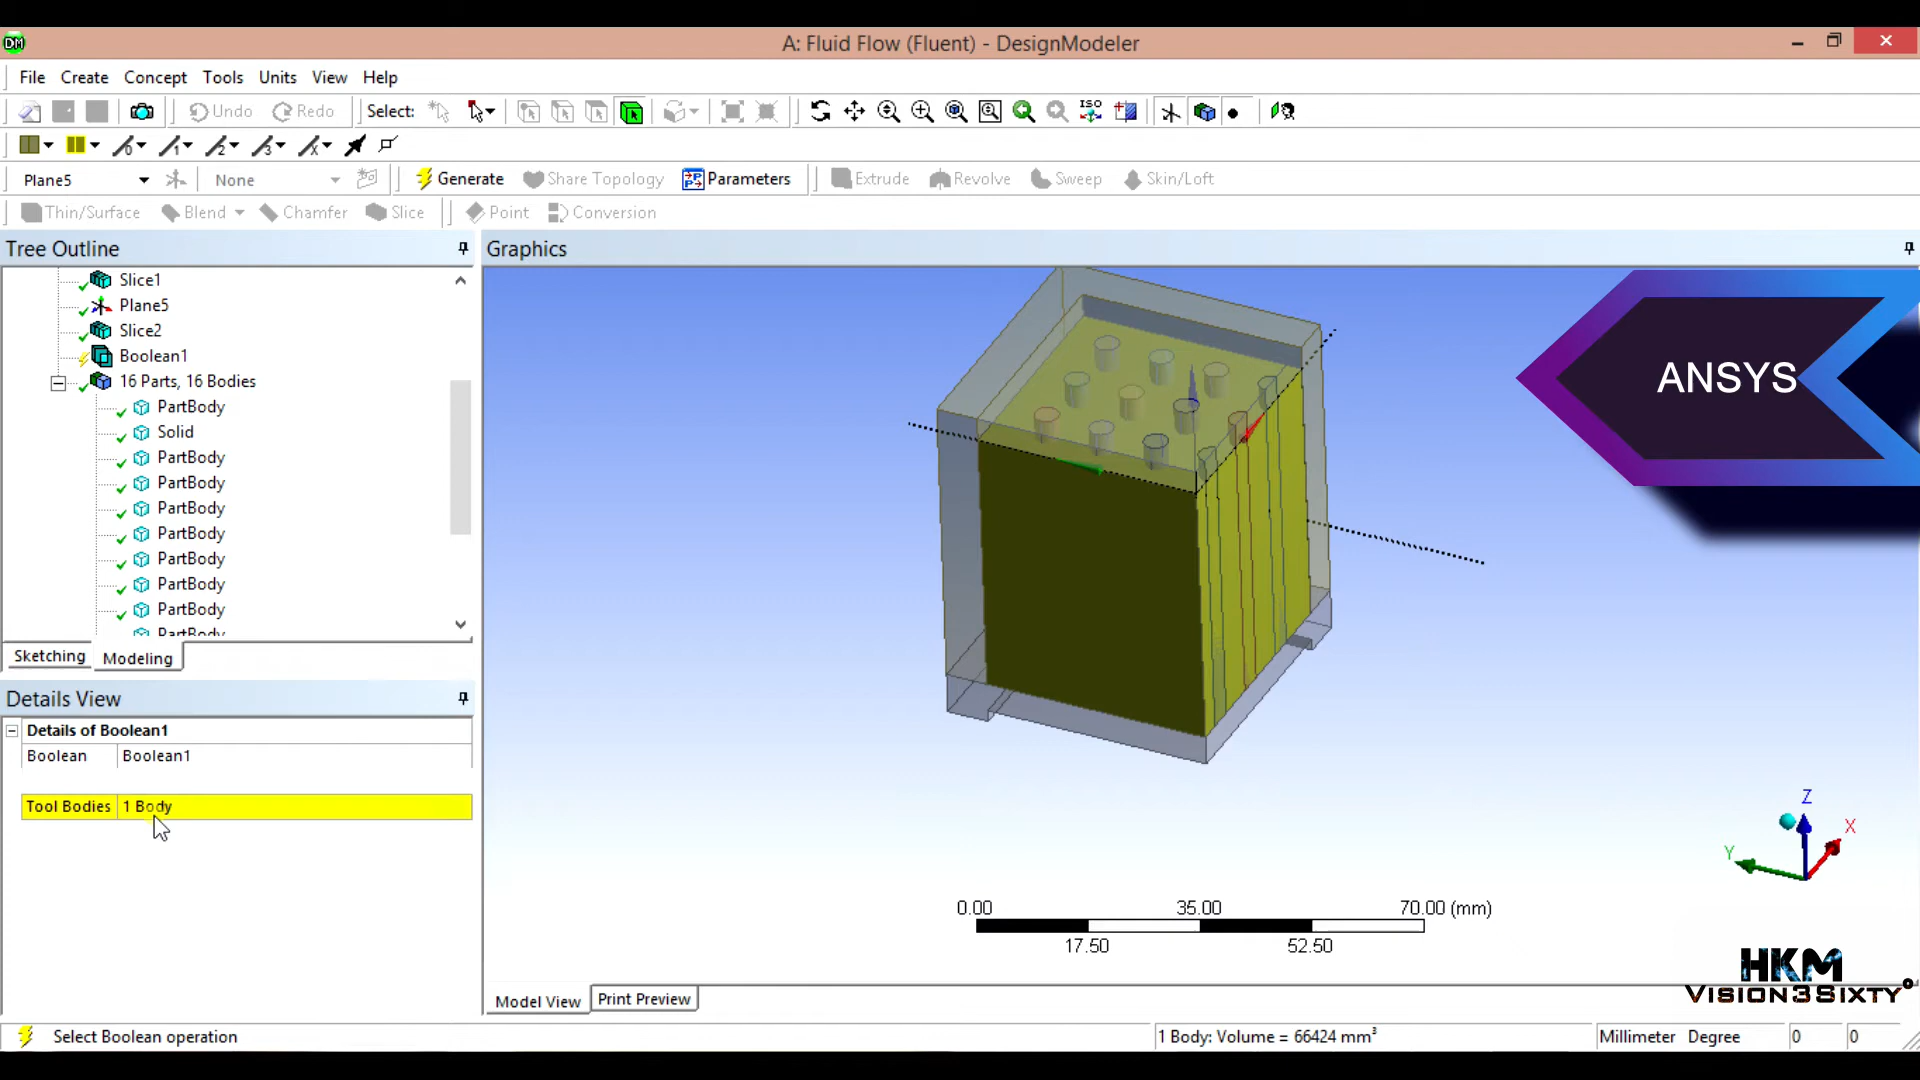 DM
A: Fluid Flow (Fluent) - DesignModeler
File Create Concept Tools Units View Help
Undo Redo Select: ISO
Plane5 None Generate Share Topology Parameters Extrude Revolve Sweep Skin/Loft
Thin/Surface Blend Chamfer Slice Point Conversion
Tree Outline
Graphics
Slice1
Plane5
Slice2
Boolean1
16 Parts, 16 Bodies
PartBody
Solid
PartBody
PartBody
PartBody
PartBody
PartBody
PartBody
PartBody
PartBody
Sketching Modeling
Details View
Details of Boolean1
Boolean Boolean1
Tool Bodies 1 Body
ANSYS
Z
X
Y
0.00 35.00 70.00 (mm)
17.50 52.50
HKM
Vision3Sixty°
Model View Print Preview
Select Boolean operation
1 Body: Volume = 66424 mm³
Millimeter Degree 0 0